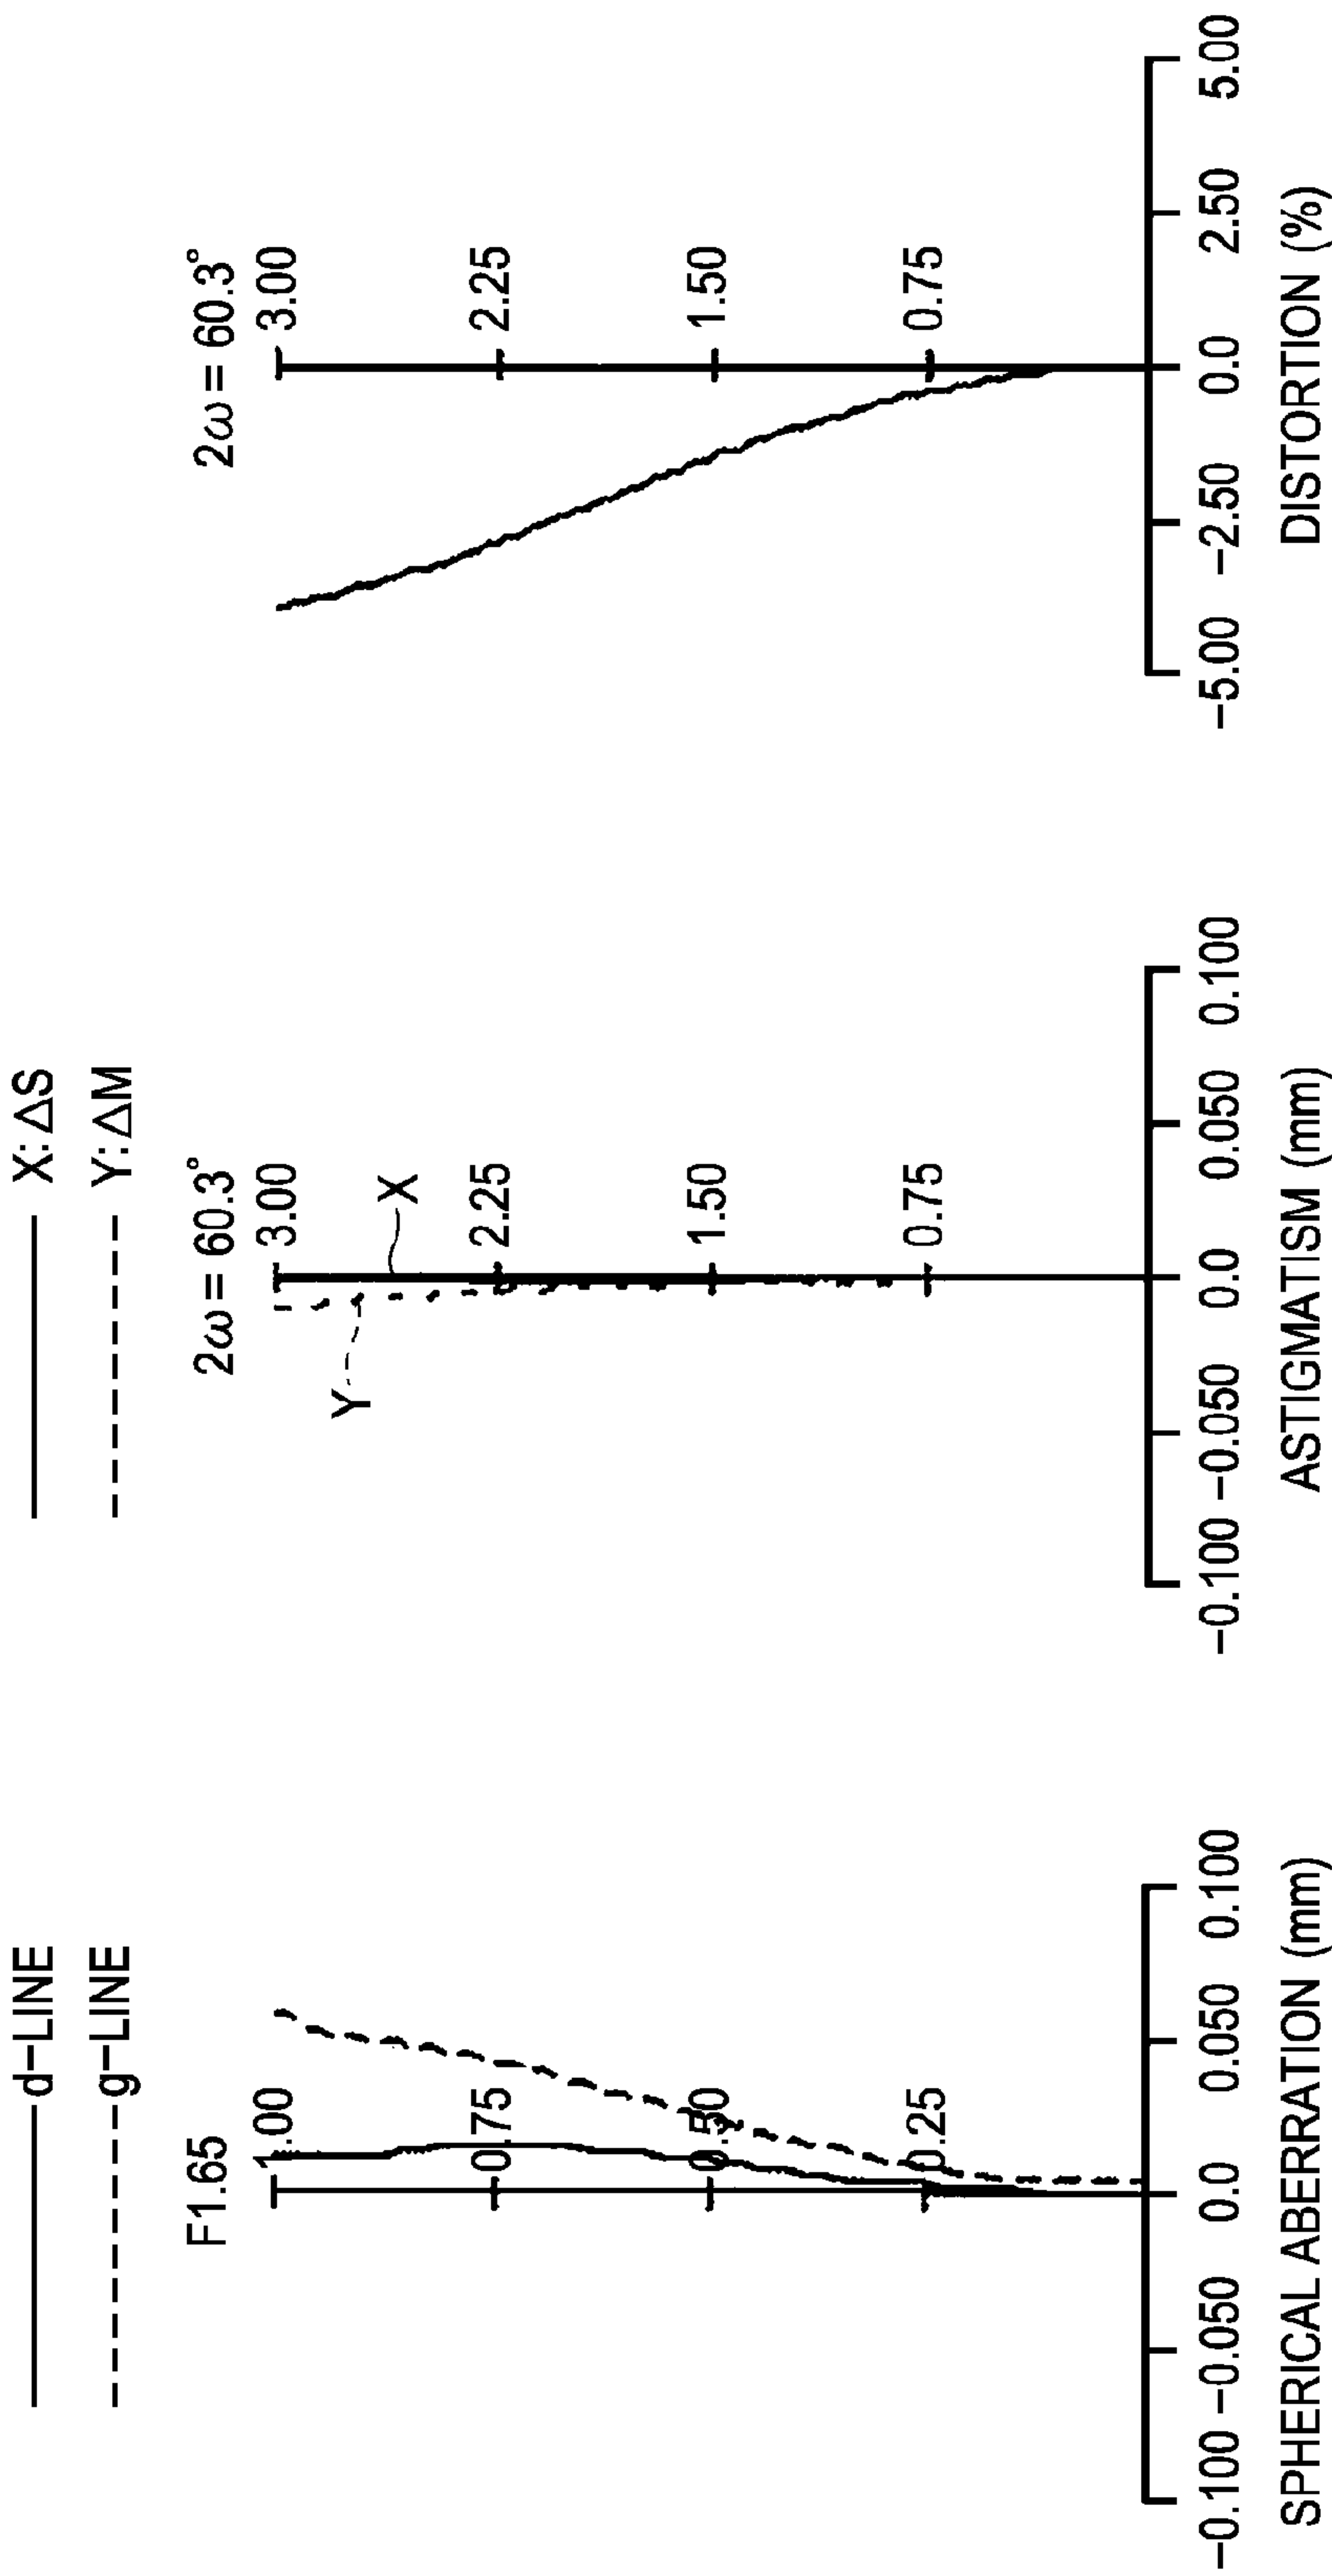 d-LINE
g-LINE
F1.65
1.00
0.75
0.50
0.25
-0.100 -0.050 0.0 0.050 0.100
SPHERICAL ABERRATION (mm)
X: ΔS
Y: ΔM
2ω = 60.3°
3.00
X
Y
2.25
1.50
0.75
-0.100 -0.050 0.0 0.050 0.100
ASTIGMATISM (mm)
2ω = 60.3°
3.00
2.25
1.50
0.75
-5.00 -2.50 0.0 2.50 5.00
DISTORTION (%)